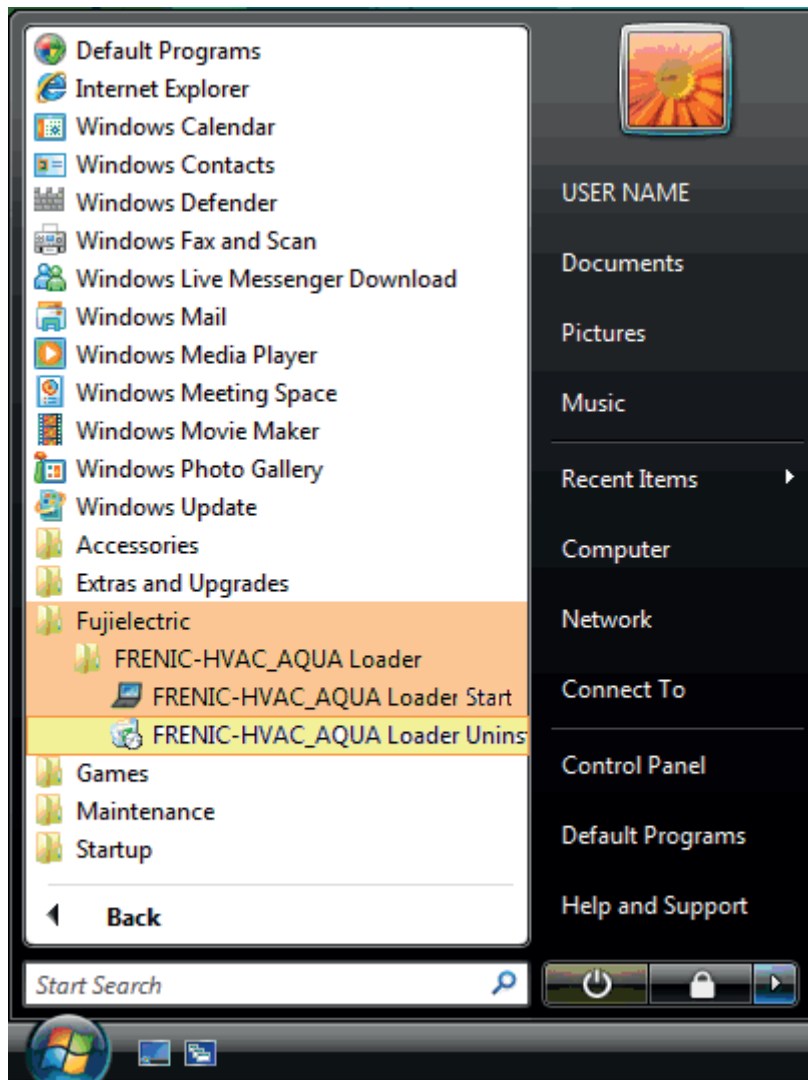 Default Programs
Internet Explorer
Windows Calendar
Windows Contacts
Windows Defender
Windows Fax and Scan
Windows Live Messenger Download
Windows Mail
Windows Media Player
Windows Meeting Space
Windows Movie Maker
Windows Photo Gallery
Windows Update
Accessories
Extras and Upgrades
Fujielectric
FRENIC-HVAC_AQUA Loader
FRENIC-HVAC_AQUA Loader Start
FRENIC-HVAC_AQUA Loader Unins
Games
Maintenance
Startup
Back
Start Search
USER NAME
Documents
Pictures
Music
Recent Items
Computer
Network
Connect To
Control Panel
Default Programs
Help and Support